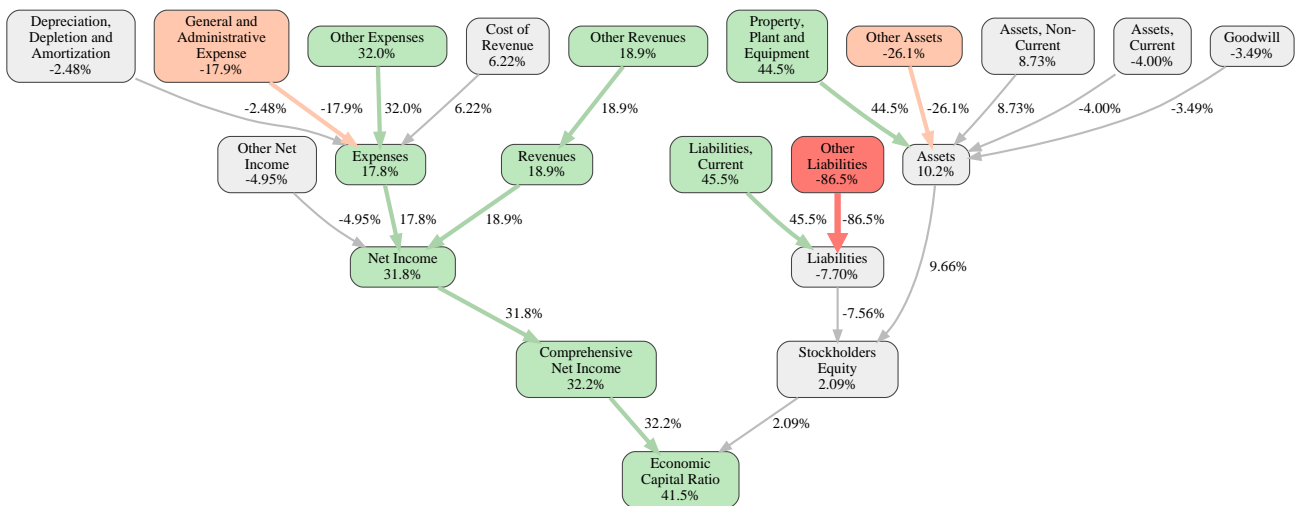 Depreciation,
Depletion and
Amortization
-2.48%
General and
Administrative
Expense
-17.9%
Other Expenses
32.0%
Cost of
Revenue
6.22%
Other Revenues
18.9%
Property,
Plant and
Equipment
44.5%
Other Assets
-26.1%
Assets, Non-
Current
8.73%
Assets,
Current
-4.00%
Goodwill
-3.49%
-2.48%
-17.9%
32.0%
6.22%
18.9%
44.5%
-26.1%
8.73%
-4.00%
-3.49%
Other Net
Income
-4.95%
Expenses
17.8%
Revenues
18.9%
Liabilities,
Current
45.5%
Other
Liabilities
-86.5%
Assets
10.2%
-4.95%
17.8%
18.9%
45.5%
-86.5%
9.66%
Net Income
31.8%
Liabilities
-7.70%
31.8%
-7.56%
Comprehensive
Net Income
32.2%
Stockholders
Equity
2.09%
32.2%
2.09%
Economic
Capital Ratio
41.5%